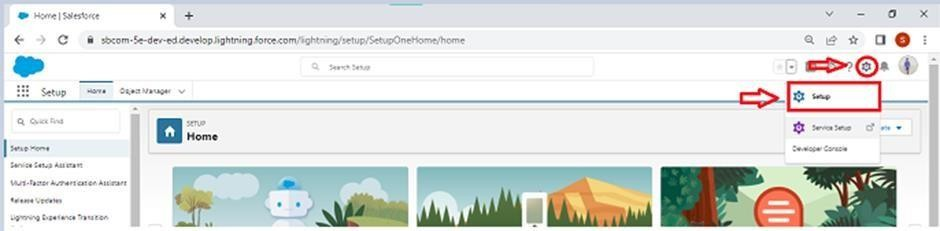 Home | Salesforce
sbcom-5e-dev-ed.develop.lightning.force.com/lightning/setup/SetupOneHome/home
S
Search Setup
?
Setup Home Object Manager
Setup
Quick Find
SETUP
Home
Service Setup
Developer Console
Setup Home
Service Setup Assistant
Multi-Factor Authentication Assistant
Release Updates
Lightning Experience Transition